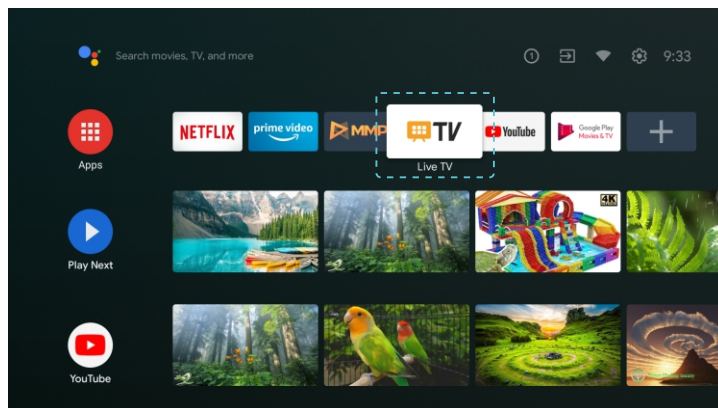 Search movies, TV, and more
1
9:33
NETFLIX
prime video
MMP
TV
YouTube
Google Play
Movies & TV
Apps
Live TV
4K
Play Next
YouTube